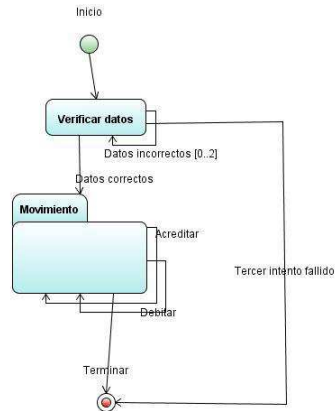 Inicio
Verificar datos
Datos incorrectos [0..2]
Datos correctos
Movimiento
Acreditar
Tercer intento fallido
Debitar
Terminar